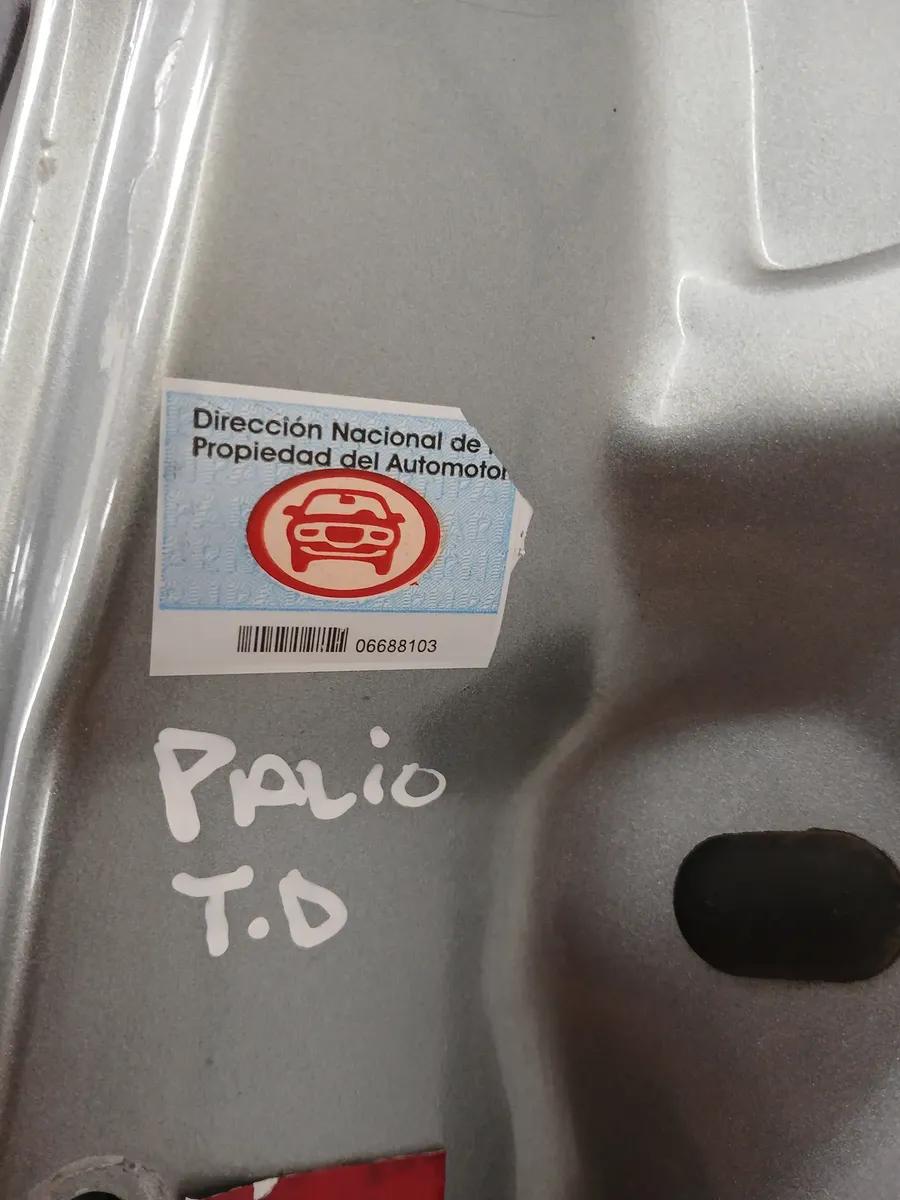 Dirección Nacional de
Propiedad del Automotor
06688103
PALIO
T.D